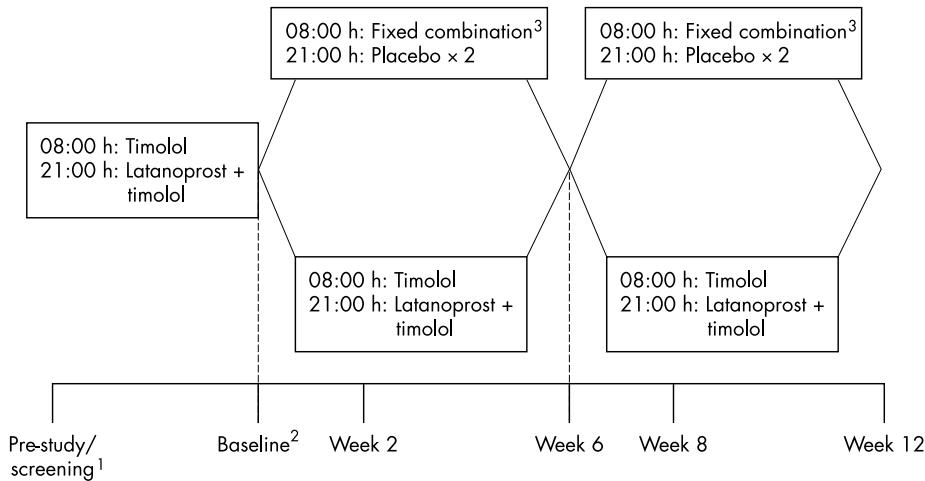 08:00 h: Fixed combination³
21:00 h: Placebo × 2
08:00 h: Fixed combination³
21:00 h: Placebo × 2
08:00 h: Timolol
21:00 h: Latanoprost +
timolol
08:00 h: Timolol
21:00 h: Latanoprost +
timolol
08:00 h: Timolol
21:00 h: Latanoprost +
timolol
Pre-study/
screening¹
Baseline²
Week 2
Week 6
Week 8
Week 12